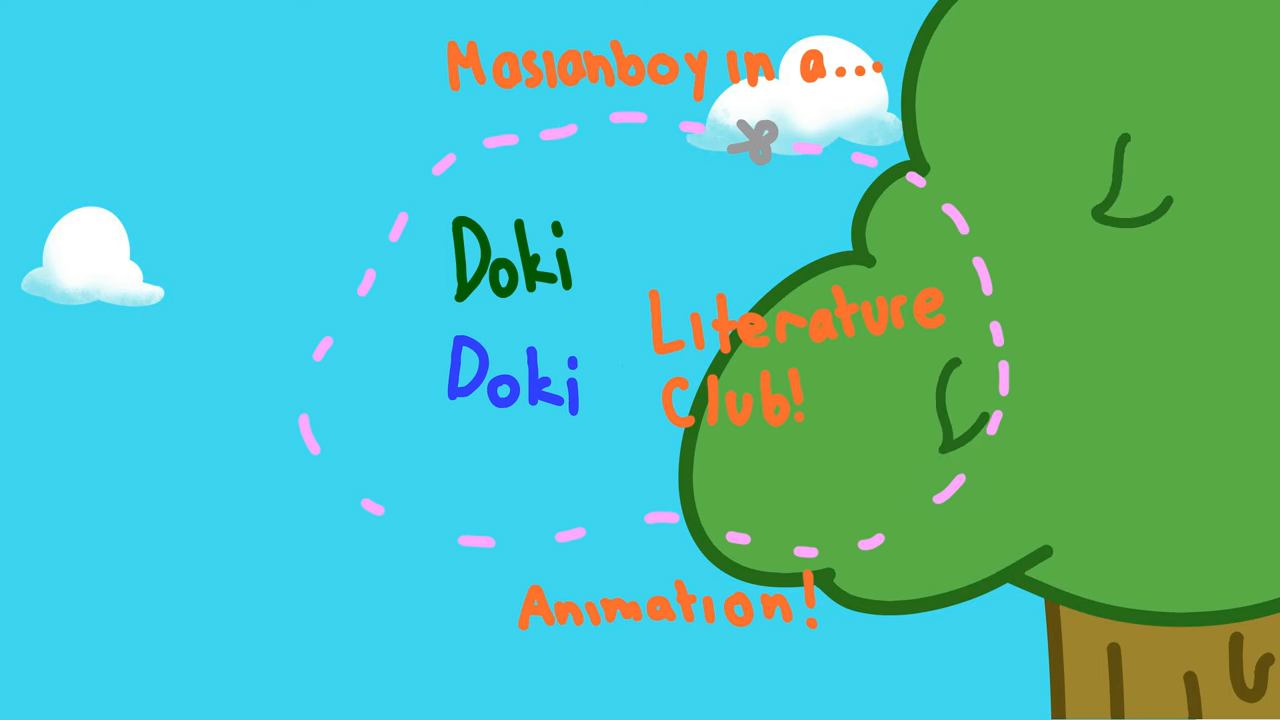 Masianboy in a...
Doki
Doki
Literature
Club!
Animation!